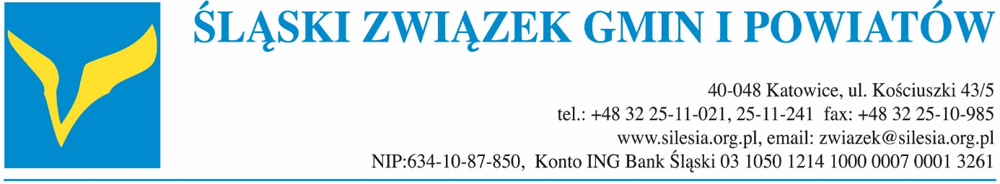 ŚLĄSKI ZWIĄZEK GMIN I POWIATÓW
40-048 Katowice, ul. Kościuszki 43/5
tel.: +48 32 25-11-021, 25-11-241 fax: +48 32 25-10-985
www.silesia.org.pl, email: zwiazek@silesia.org.pl
NIP:634-10-87-850, Konto ING Bank Śląski 03 1050 1214 1000 0007 0001 3261